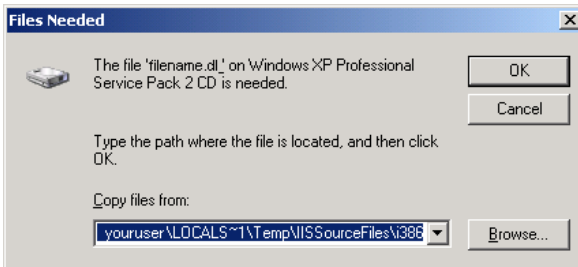 Files Needed
The file 'filename.dl_' on Windows XP Professional
Service Pack 2 CD is needed.
OK
Cancel
Type the path where the file is located, and then click
OK.
Copy files from:
youruser\LOCALS~1\Temp\IISSourceFiles\i386
Browse...